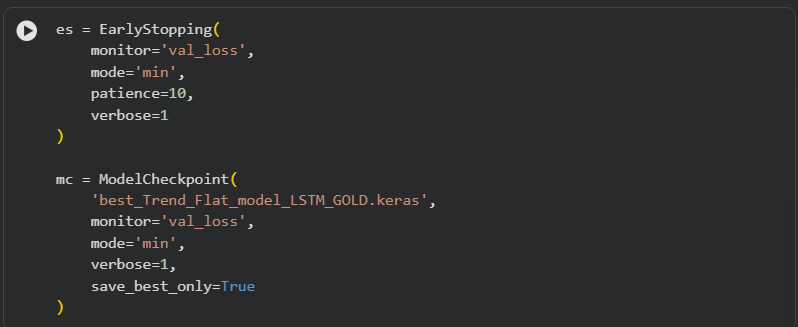 es = EarlyStopping(
    monitor='val_loss',
    mode='min',
    patience=10,
    verbose=1
)
mc = ModelCheckpoint(
    'best_Trend_Flat_model_LSTM_GOLD.keras',
    monitor='val_loss',
    mode='min',
    verbose=1,
    save_best_only=True
)